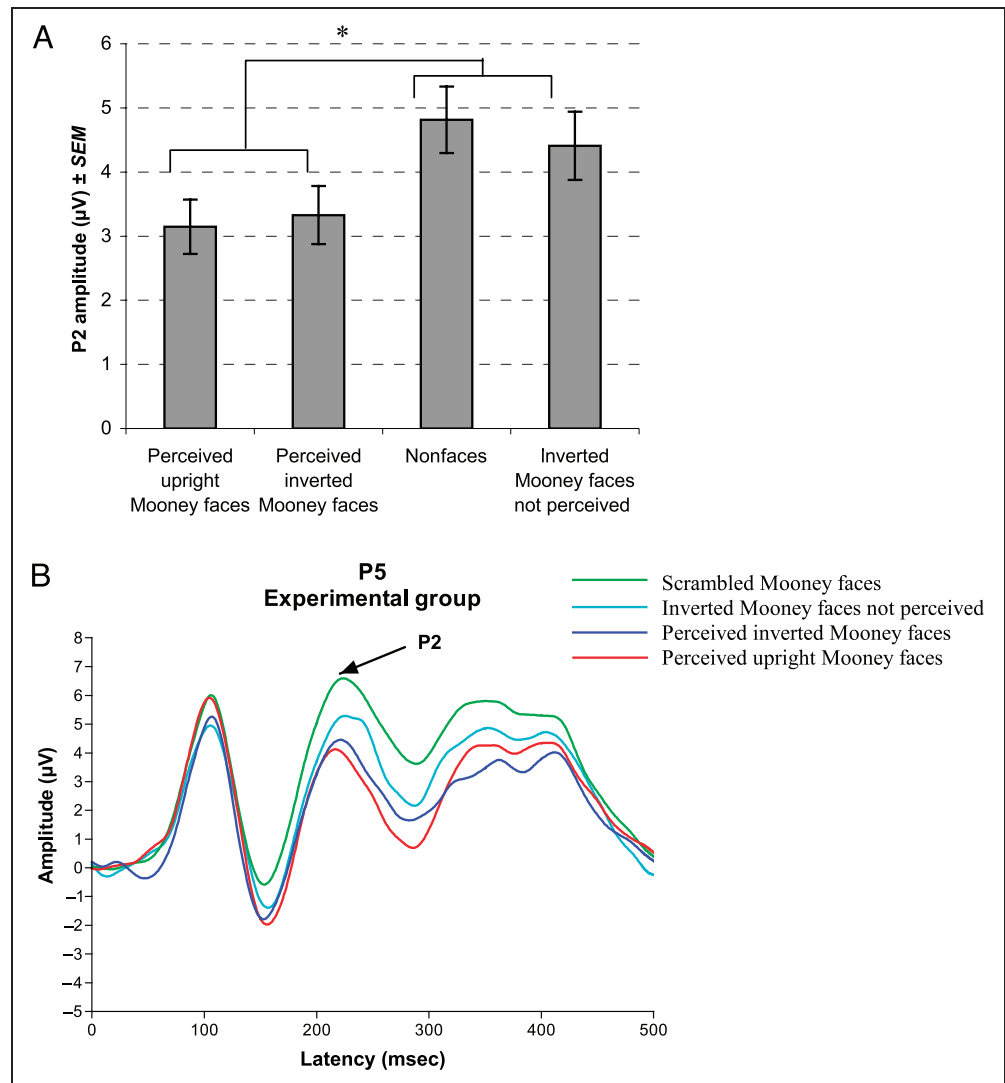 A
*
6
5
4
3
2
1
0
P2 amplitude (µV) ± SEM
Perceived
upright
Mooney faces
Perceived
inverted
Mooney faces
Nonfaces
Inverted
Mooney faces
not perceived
B
P5
Experimental group
P2
Scrambled Mooney faces
Inverted Mooney faces not perceived
Perceived inverted Mooney faces
Perceived upright Mooney faces
8
7
6
5
4
3
2
1
0
–1
–2
–3
–4
–5
Amplitude (µV)
0 100 200 300 400 500
Latency (msec)